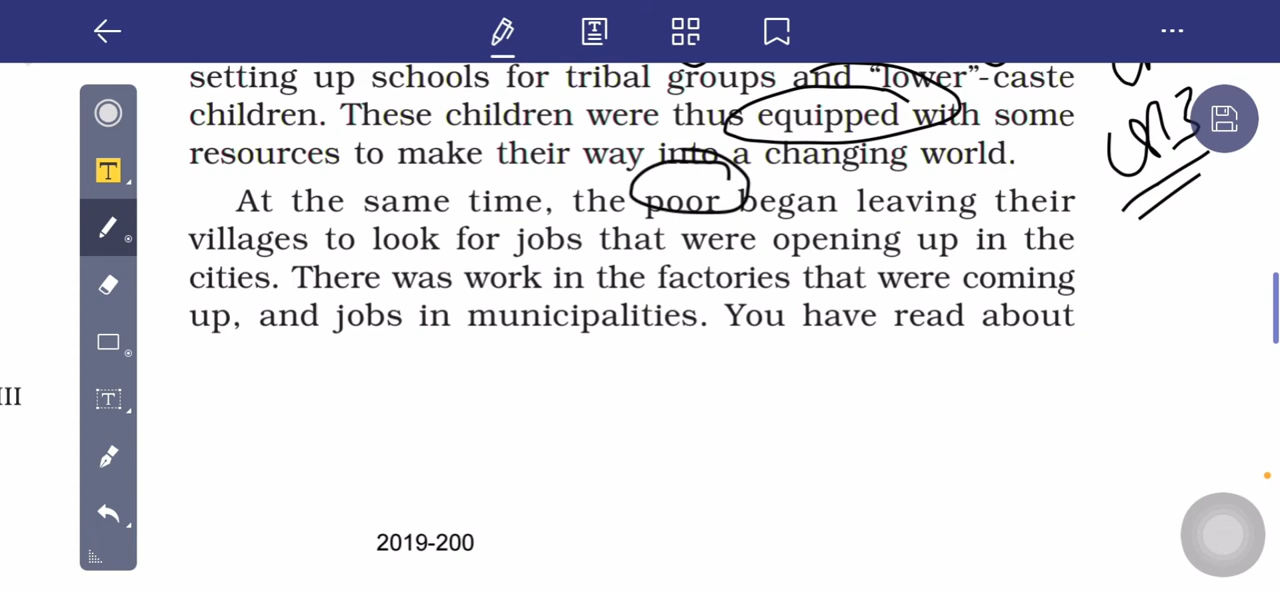 setting up schools for tribal groups and “lower”-caste
children. These children were thus equipped with some
resources to make their way into a changing world.
At the same time, the poor began leaving their
villages to look for jobs that were opening up in the
cities. There was work in the factories that were coming
up, and jobs in municipalities. You have read about
III
2019-200